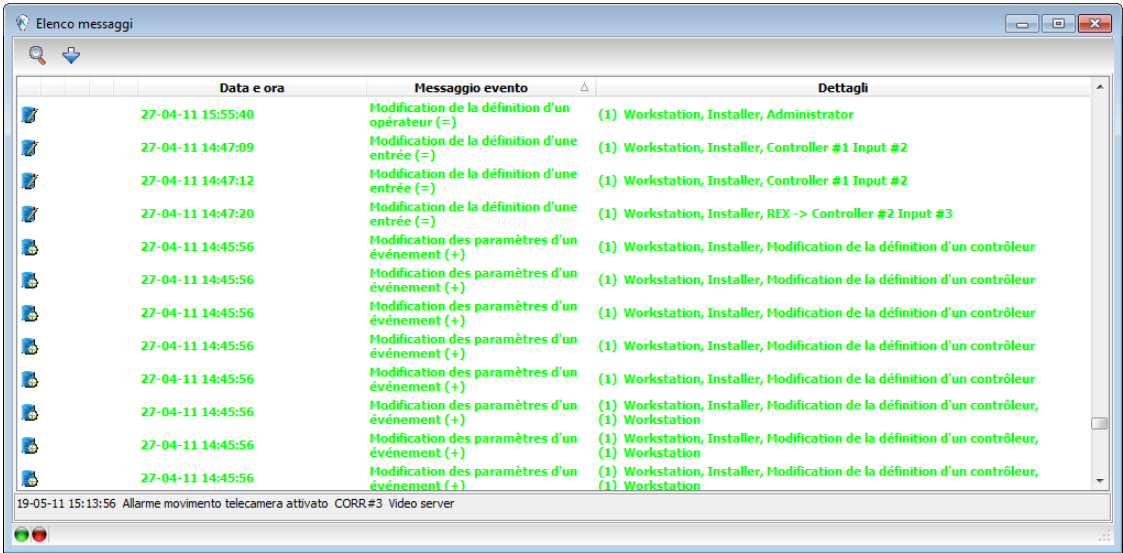 Elenco messaggi
Data e ora Messaggio evento Dettagli
27-04-11 15:55:40 Modification de la définition d'un opérateur (=) (1) Workstation, Installer, Administrator
27-04-11 14:47:09 Modification de la définition d'une entrée (=) (1) Workstation, Installer, Controller #1 Input #2
27-04-11 14:47:12 Modification de la définition d'une entrée (=) (1) Workstation, Installer, Controller #1 Input #2
27-04-11 14:47:20 Modification de la définition d'une entrée (=) (1) Workstation, Installer, REX -> Controller #2 Input #3
27-04-11 14:45:56 Modification des paramètres d'un événement (+) (1) Workstation, Installer, Modification de la définition d'un contrôleur
27-04-11 14:45:56 Modification des paramètres d'un événement (+) (1) Workstation, Installer, Modification de la définition d'un contrôleur
27-04-11 14:45:56 Modification des paramètres d'un événement (+) (1) Workstation, Installer, Modification de la définition d'un contrôleur
27-04-11 14:45:56 Modification des paramètres d'un événement (+) (1) Workstation, Installer, Modification de la définition d'un contrôleur
27-04-11 14:45:56 Modification des paramètres d'un événement (+) (1) Workstation, Installer, Modification de la définition d'un contrôleur
27-04-11 14:45:56 Modification des paramètres d'un événement (+) (1) Workstation, Installer, Modification de la définition d'un contrôleur, (1) Workstation
27-04-11 14:45:56 Modification des paramètres d'un événement (+) (1) Workstation, Installer, Modification de la définition d'un contrôleur, (1) Workstation
27-04-11 14:45:56 Modification des paramètres d'un événement (+) (1) Workstation, Installer, Modification de la définition d'un contrôleur, (1) Workstation
19-05-11 15:13:56 Allarme movimento telecamera attivato CORR#3 Video server